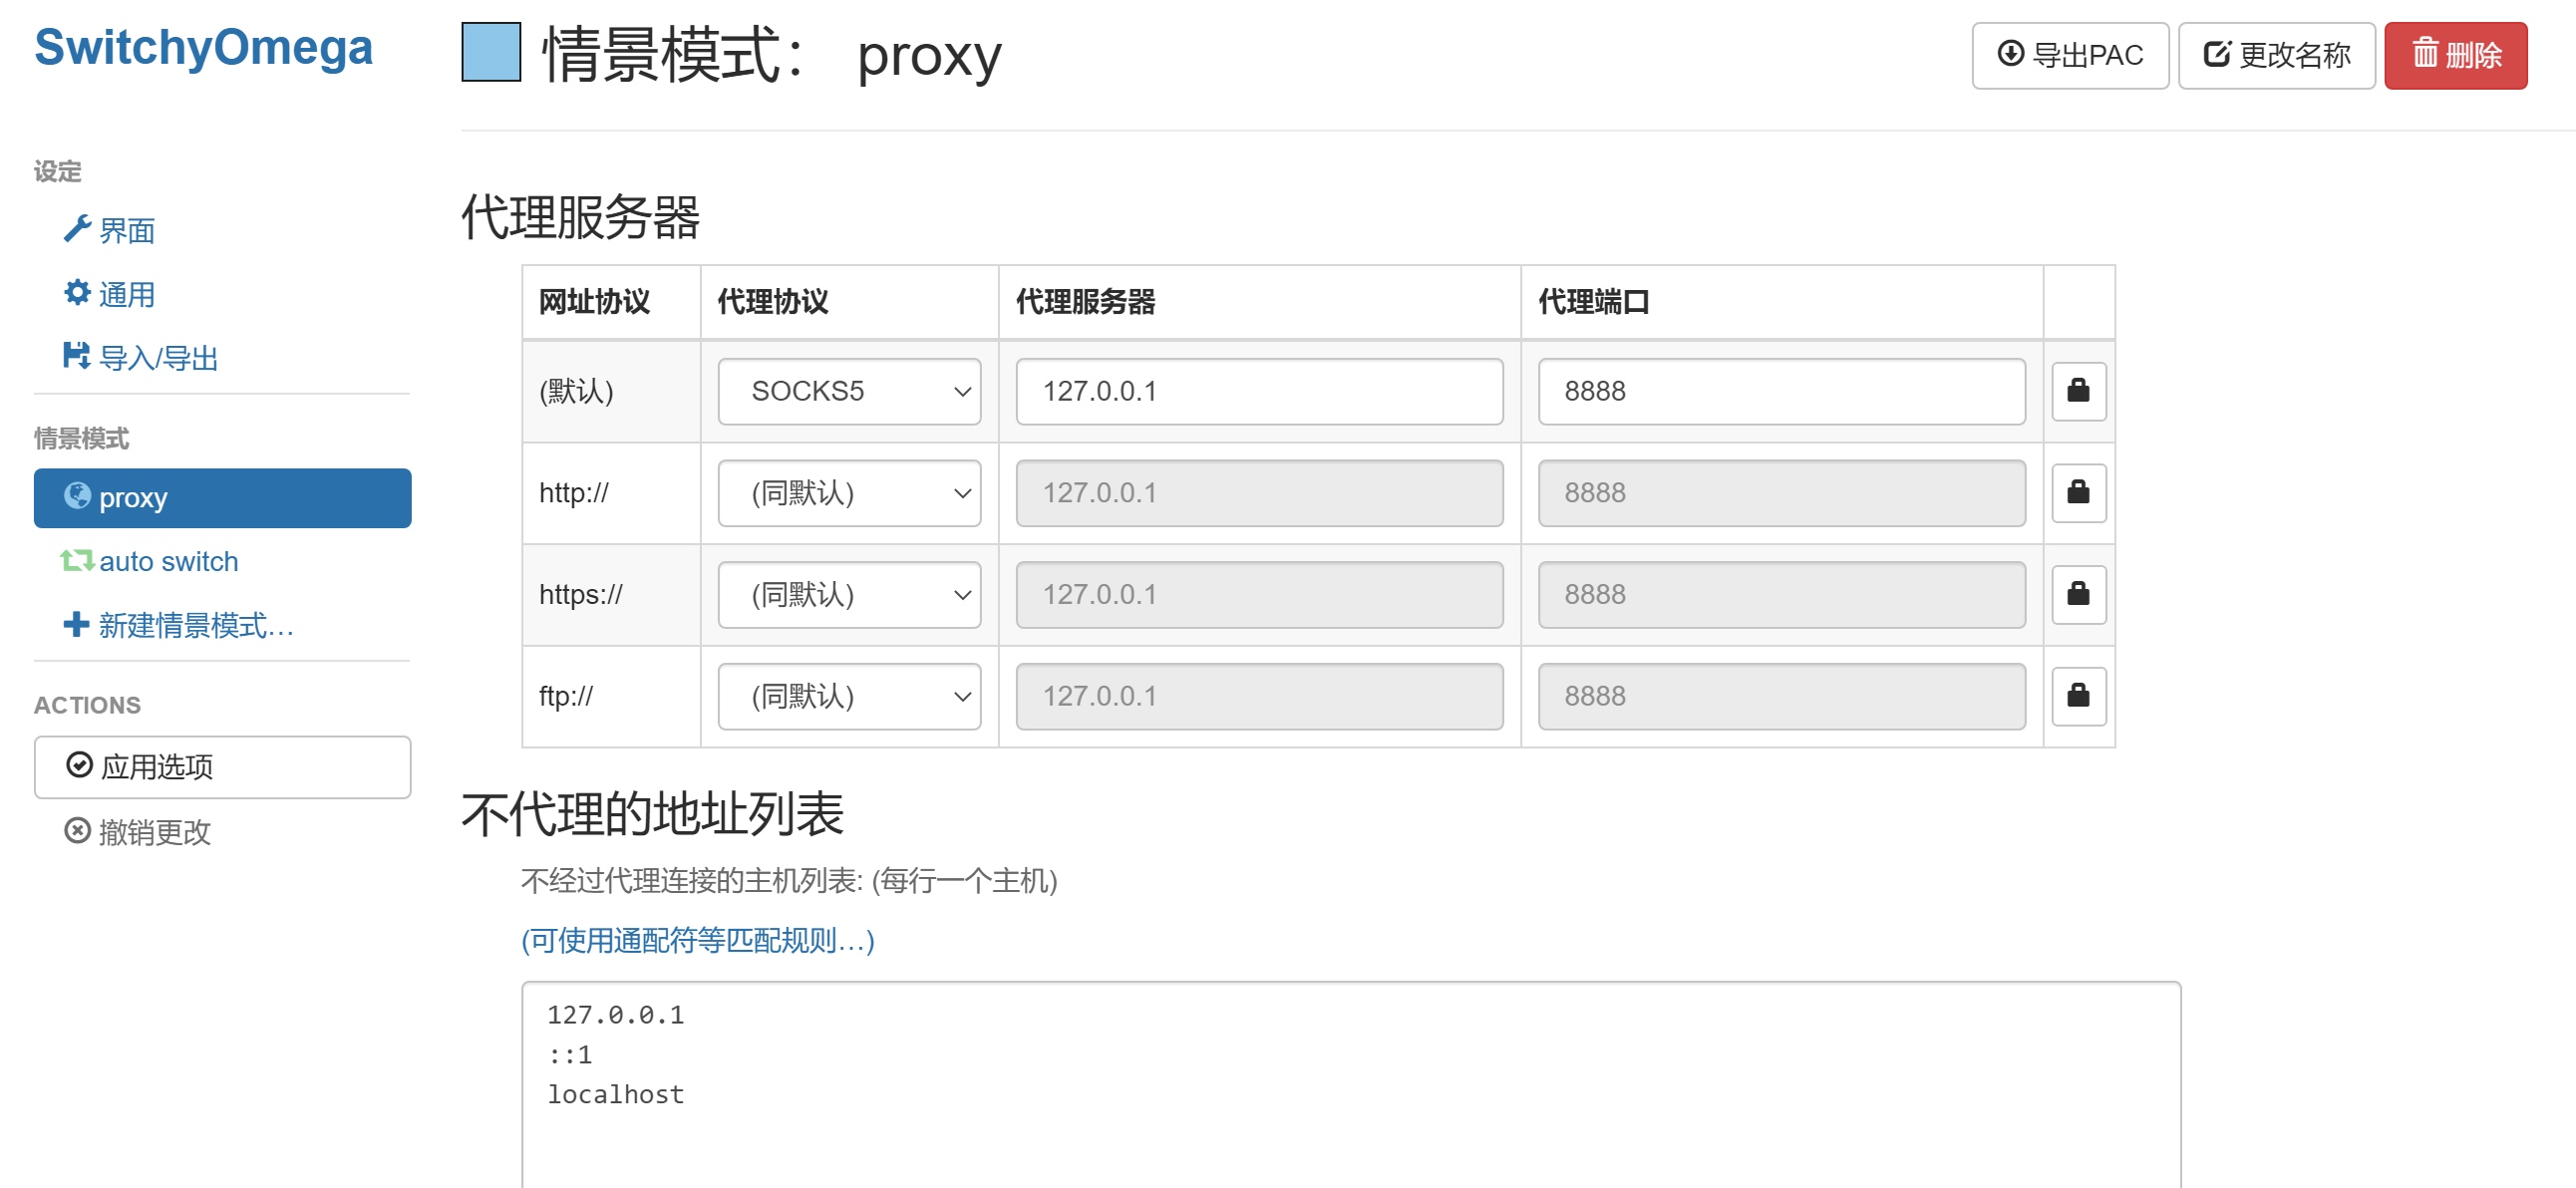 SwitchyOmega
情景模式： proxy
导出PAC
更改名称
删除
设定
界面
通用
导入/导出
情景模式
proxy
auto switch
新建情景模式…
ACTIONS
应用选项
撤销更改
代理服务器
网址协议 代理协议 代理服务器 代理端口
(默认) SOCKS5 127.0.0.1 8888
http:// (同默认) 127.0.0.1 8888
https:// (同默认) 127.0.0.1 8888
ftp:// (同默认) 127.0.0.1 8888
不代理的地址列表
不经过代理连接的主机列表: (每行一个主机)
(可使用通配符等匹配规则…)
127.0.0.1
::1
localhost